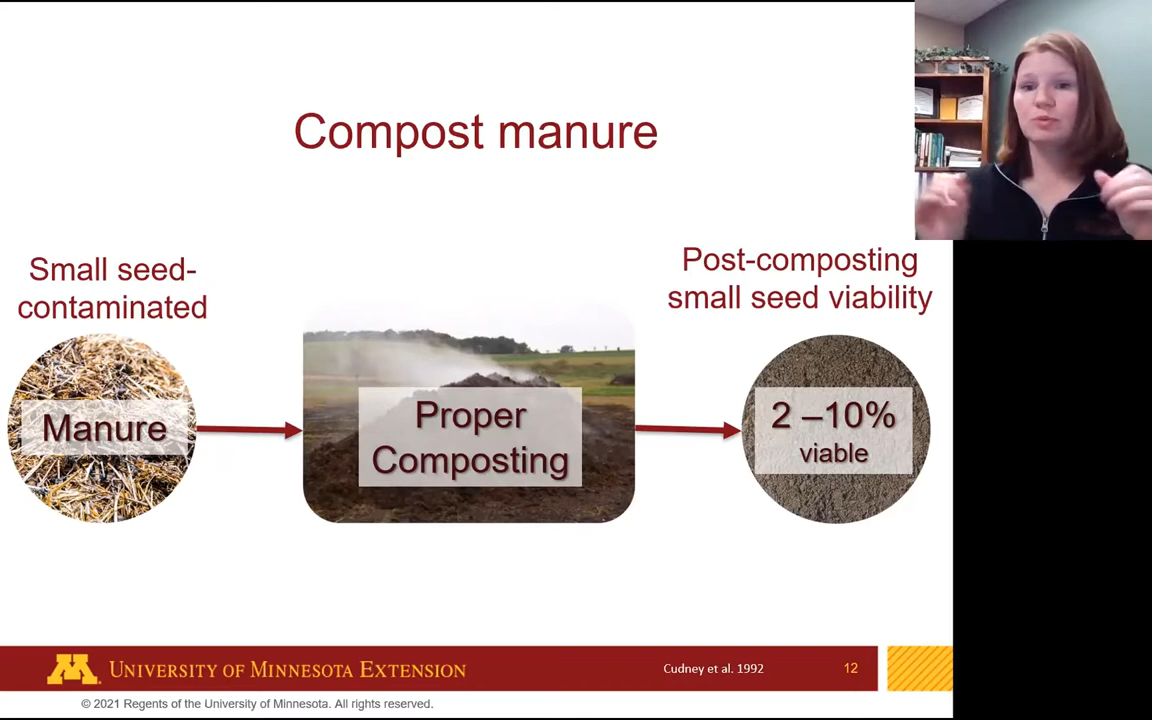 Compost manure
Small seed-
contaminated
Manure
Proper
Composting
Post-composting
small seed viability
2 –10%
viable
UNIVERSITY OF MINNESOTA EXTENSION
Cudney et al. 1992
12
© 2021 Regents of the University of Minnesota. All rights reserved.